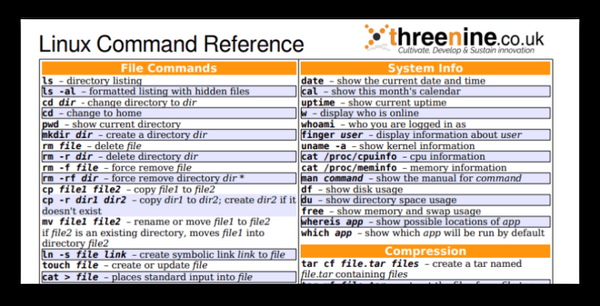 Linux Command Reference
threenine.co.uk
Cultivate, Develop & Sustain innovation
File Commands
ls – directory listing
ls -al – formatted listing with hidden files
cd dir - change directory to dir
cd – change to home
pwd – show current directory
mkdir dir – create a directory dir
rm file – delete file
rm -r dir – delete directory dir
rm -f file – force remove file
rm -rf dir – force remove directory dir *
cp file1 file2 – copy file1 to file2
cp -r dir1 dir2 – copy dir1 to dir2; create dir2 if it
doesn't exist
mv file1 file2 – rename or move file1 to file2
if file2 is an existing directory, moves file1 into
directory file2
ln -s file link – create symbolic link link to file
touch file – create or update file
cat > file – places standard input into file
System Info
date – show the current date and time
cal – show this month's calendar
uptime – show current uptime
w – display who is online
whoami – who you are logged in as
finger user – display information about user
uname -a – show kernel information
cat /proc/cpuinfo – cpu information
cat /proc/meminfo – memory information
man command – show the manual for command
df – show disk usage
du – show directory space usage
free – show memory and swap usage
whereis app – show possible locations of app
which app – show which app will be run by default
Compression
tar cf file.tar files – create a tar named
file.tar containing files